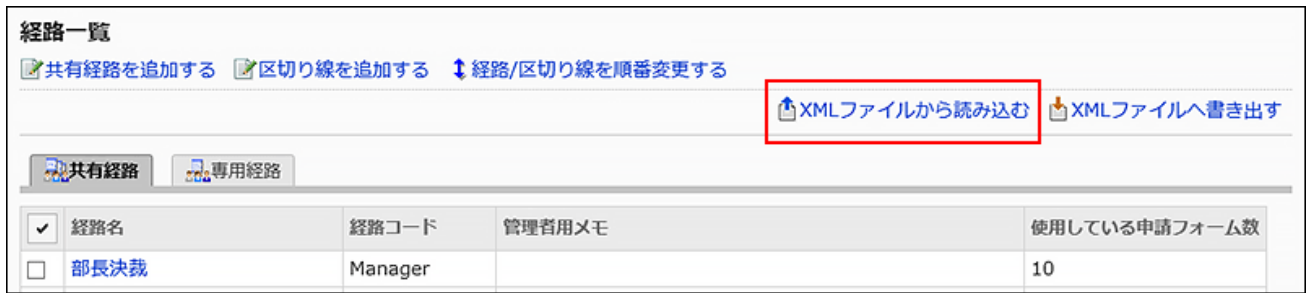 経路一覧
共有経路を追加する 区切り線を追加する 経路/区切り線を順番変更する
XMLファイルから読み込む XMLファイルへ書き出す
共有経路 専用経路
経路名 経路コード 管理者用メモ 使用している申請フォーム数
部長決裁 Manager 10